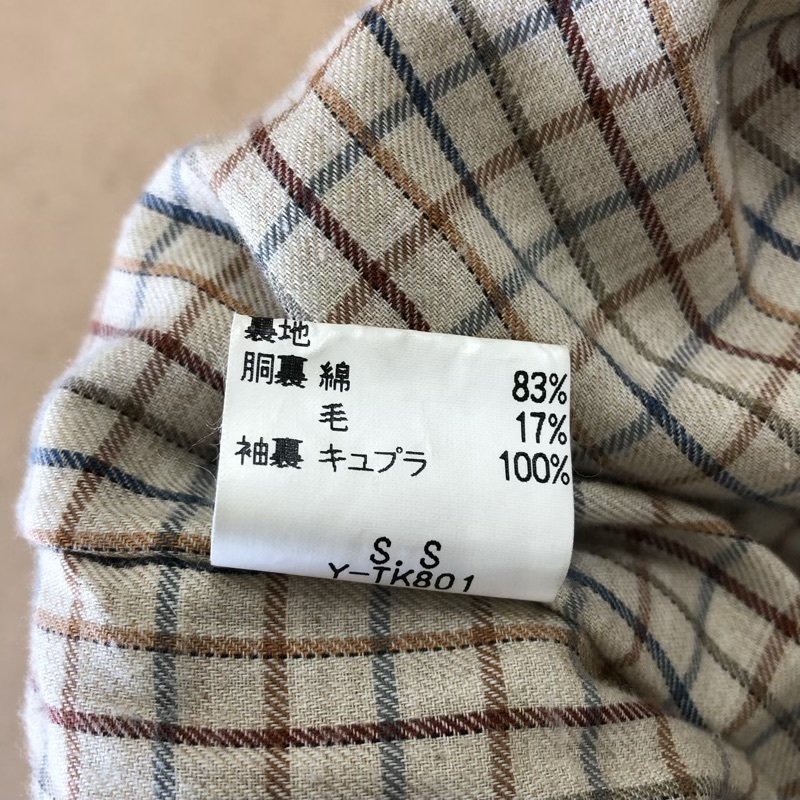 裏地
胴裏 綿 83%
毛 17%
袖裏 キュプラ 100%
S.S
Y-TK801